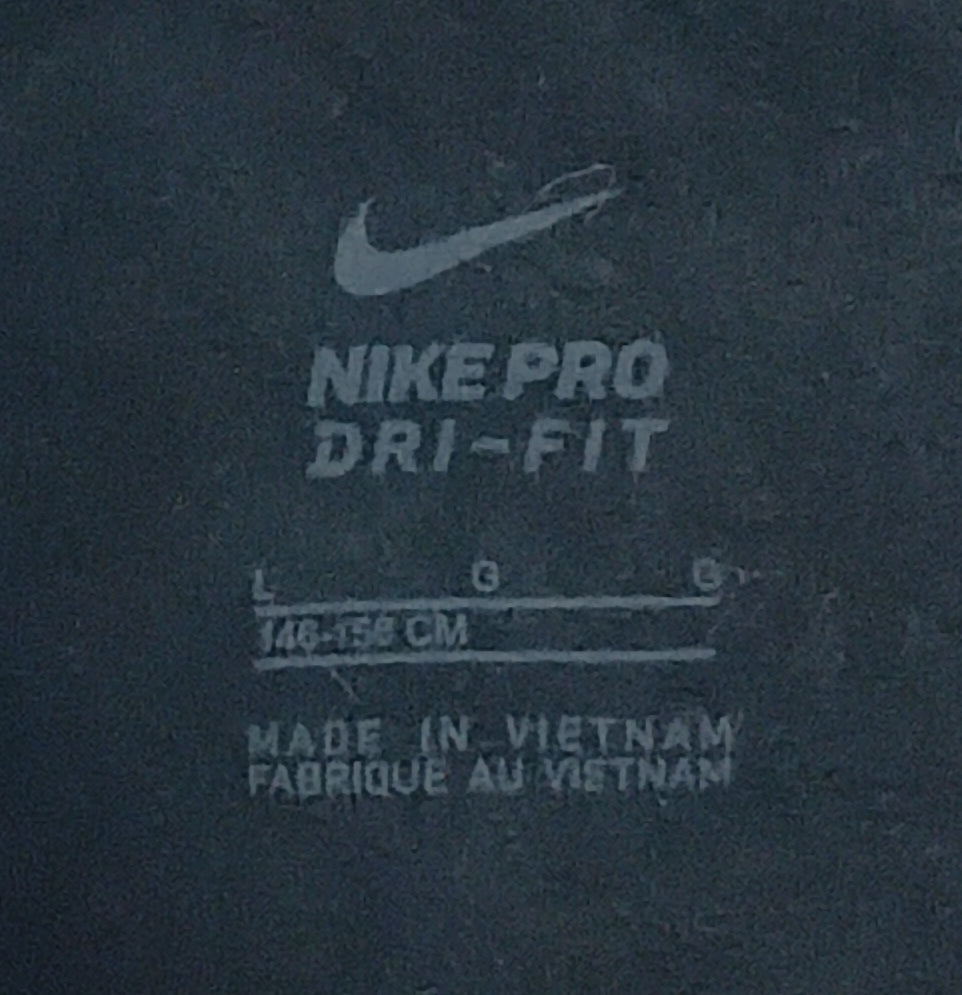 NIKE PRO
DRI-FIT
L G G
146-156 CM
MADE IN VIETNAM
FABRIQUE AU VIETNAM